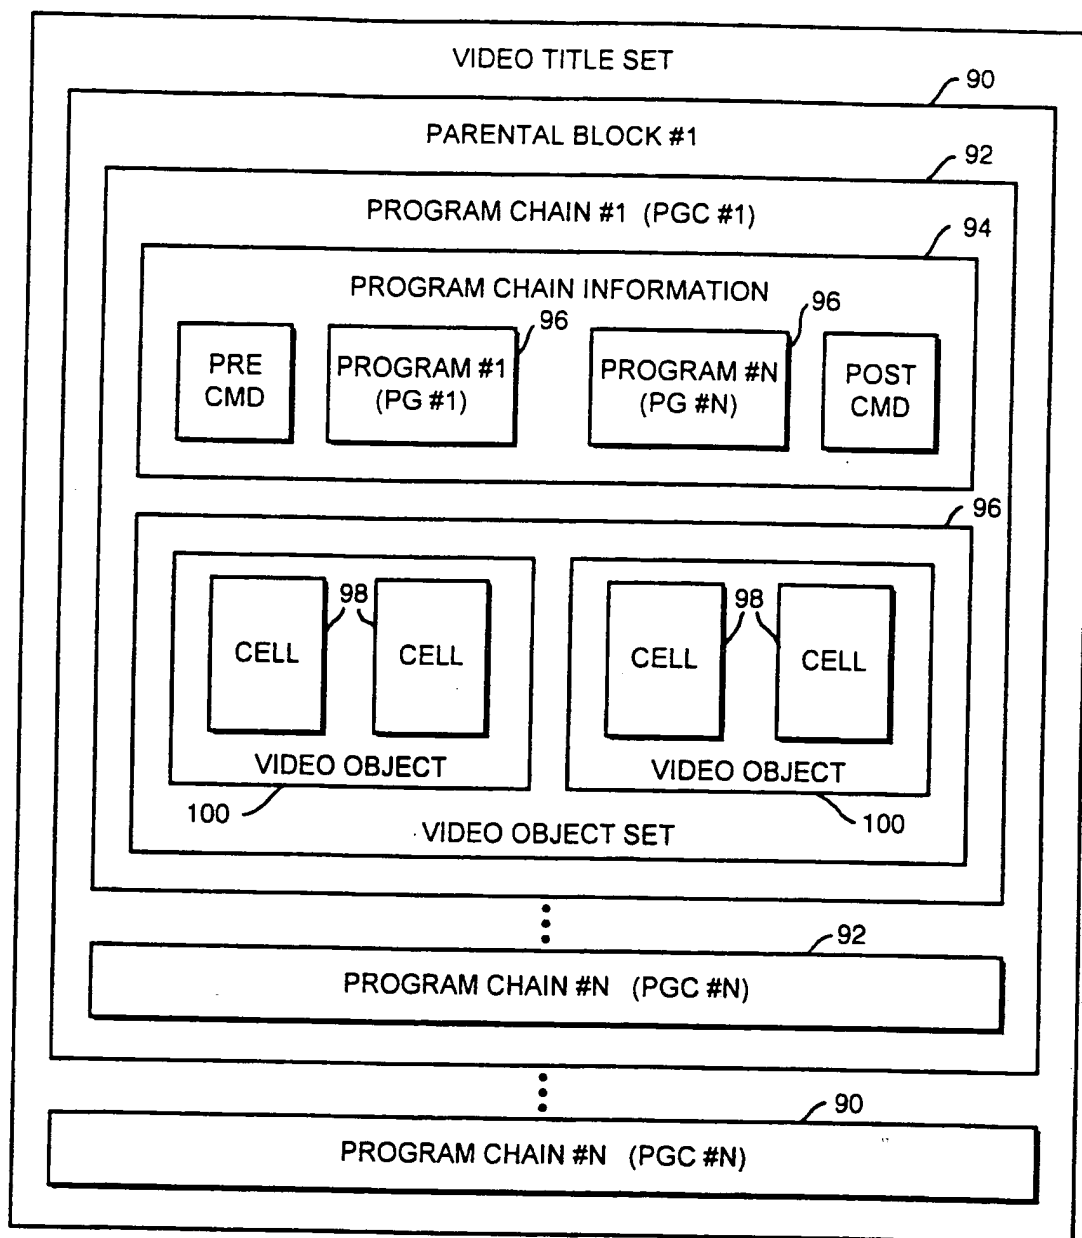 VIDEO TITLE SET
90
PARENTAL BLOCK #1
92
PROGRAM CHAIN #1 (PGC #1)
94
PROGRAM CHAIN INFORMATION
96
96
PRE
CMD
PROGRAM #1
(PG #1)
PROGRAM #N
(PG #N)
POST
CMD
96
98
98
CELL
CELL
CELL
CELL
VIDEO OBJECT
VIDEO OBJECT
100
100
VIDEO OBJECT SET
92
PROGRAM CHAIN #N (PGC #N)
90
PROGRAM CHAIN #N (PGC #N)